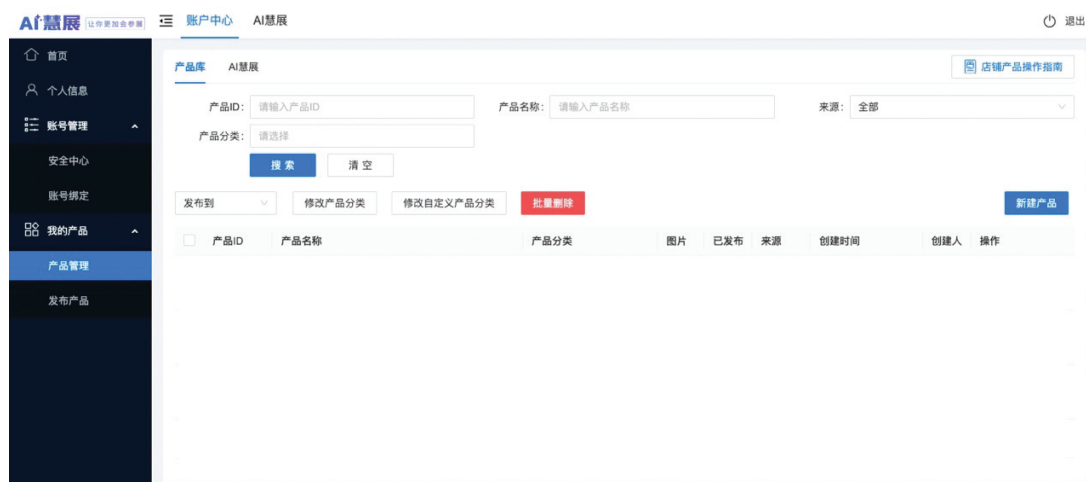 AI慧展 让你更加会参展 账户中心 AI慧展 退出
首页
个人信息
账号管理
安全中心
账号绑定
我的产品
产品管理
发布产品
产品库 AI慧展 店铺产品操作指南
产品ID: 请输入产品ID 产品名称: 请输入产品名称 来源: 全部
产品分类: 请选择
搜索 清空
发布到 修改产品分类 修改自定义产品分类 批量删除 新建产品
产品ID 产品名称 产品分类 图片 已发布 来源 创建时间 创建人 操作